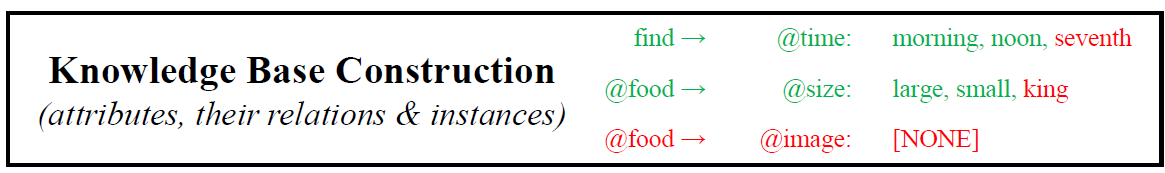 Knowledge Base Construction
(attributes, their relations & instances)
find → @time: morning, noon, seventh
@food → @size: large, small, king
@food → @image: [NONE]